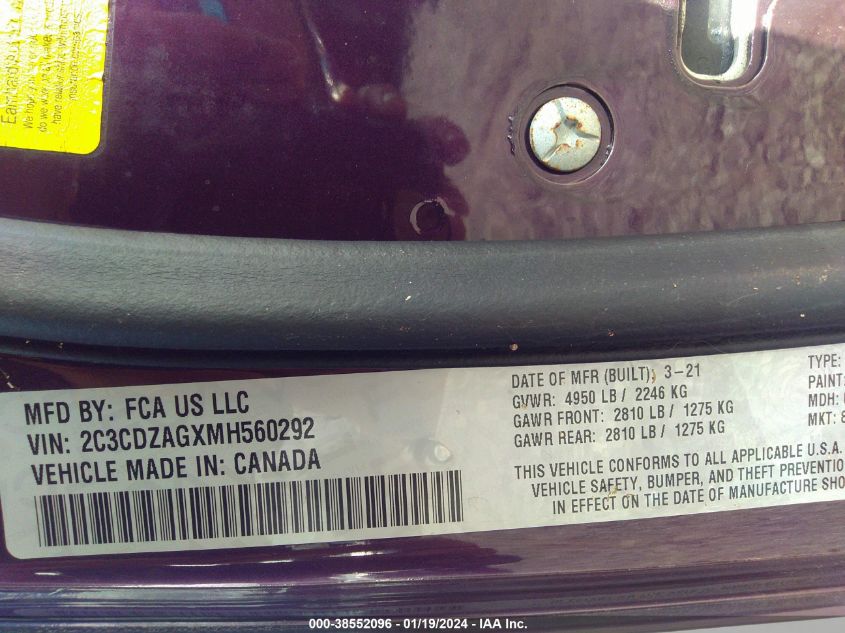 MFD BY: FCA US LLC
VIN: 2C3CDZAGXMH560292
VEHICLE MADE IN: CANADA
DATE OF MFR (BUILT): 3-21
GVWR: 4950 LB / 2246 KG
GAWR FRONT: 2810 LB / 1275 KG
GAWR REAR: 2810 LB / 1275 KG
THIS VEHICLE CONFORMS TO ALL APPLICABLE U.S.A.
VEHICLE SAFETY, BUMPER, AND THEFT PREVENTIO
IN EFFECT ON THE DATE OF MANUFACTURE SHO
TYPE:
PAINT:
MDH:
MKT:
000-38552096 - 01/19/2024 - IAA Inc.